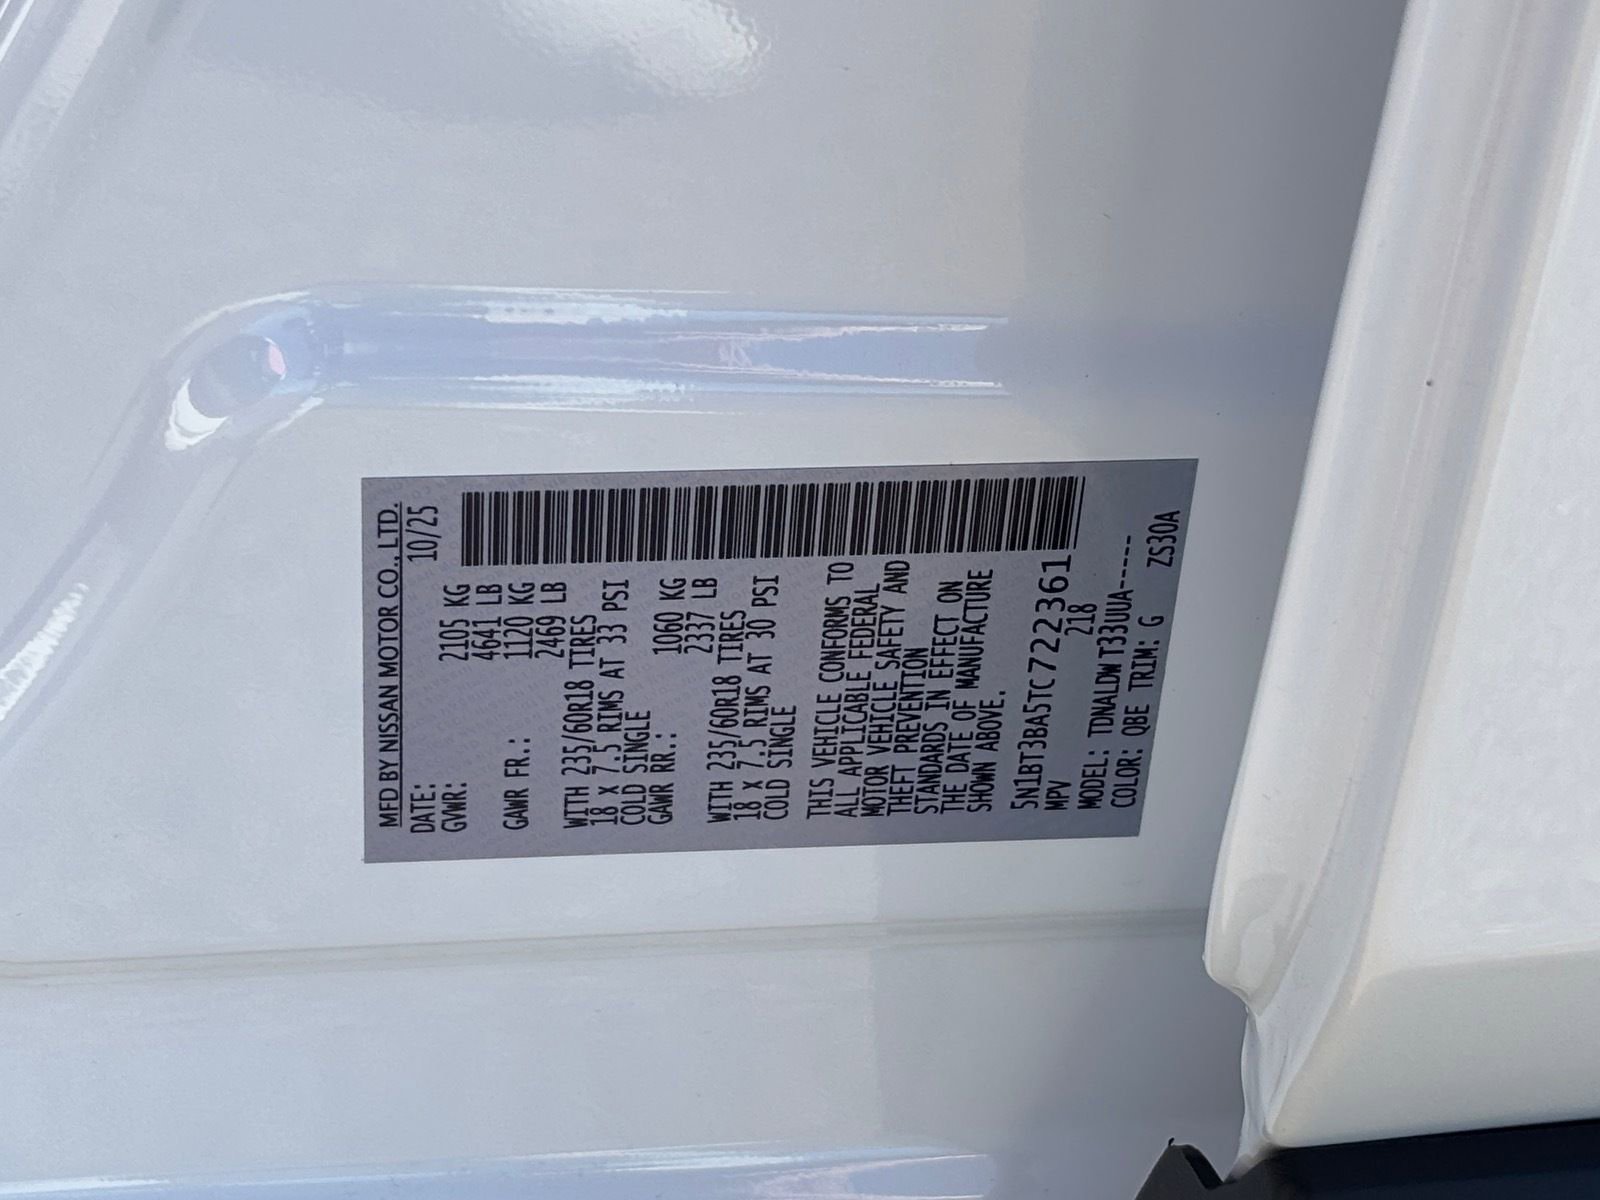 MFD BY NISSAN MOTOR CO., LTD.
DATE: 10/25
GVWR: 2105 KG
4641 LB
GAWR FR.: 1120 KG
2469 LB
WITH 235/60R18 TIRES
18 X 7.5 RIMS AT 33 PSI
COLD SINGLE
GAWR RR.: 1060 KG
2337 LB
WITH 235/60R18 TIRES
18 X 7.5 RIMS AT 30 PSI
COLD SINGLE
THIS VEHICLE CONFORMS TO
ALL APPLICABLE FEDERAL
MOTOR VEHICLE SAFETY AND
THEFT PREVENTION
STANDARDS IN EFFECT ON
THE DATE OF MANUFACTURE
SHOWN ABOVE.
5N1BT3BA5TC722361
MPV 218
MODEL: TDNALDW T33UUA-----
COLOR: QBE TRIM: G ZS30A